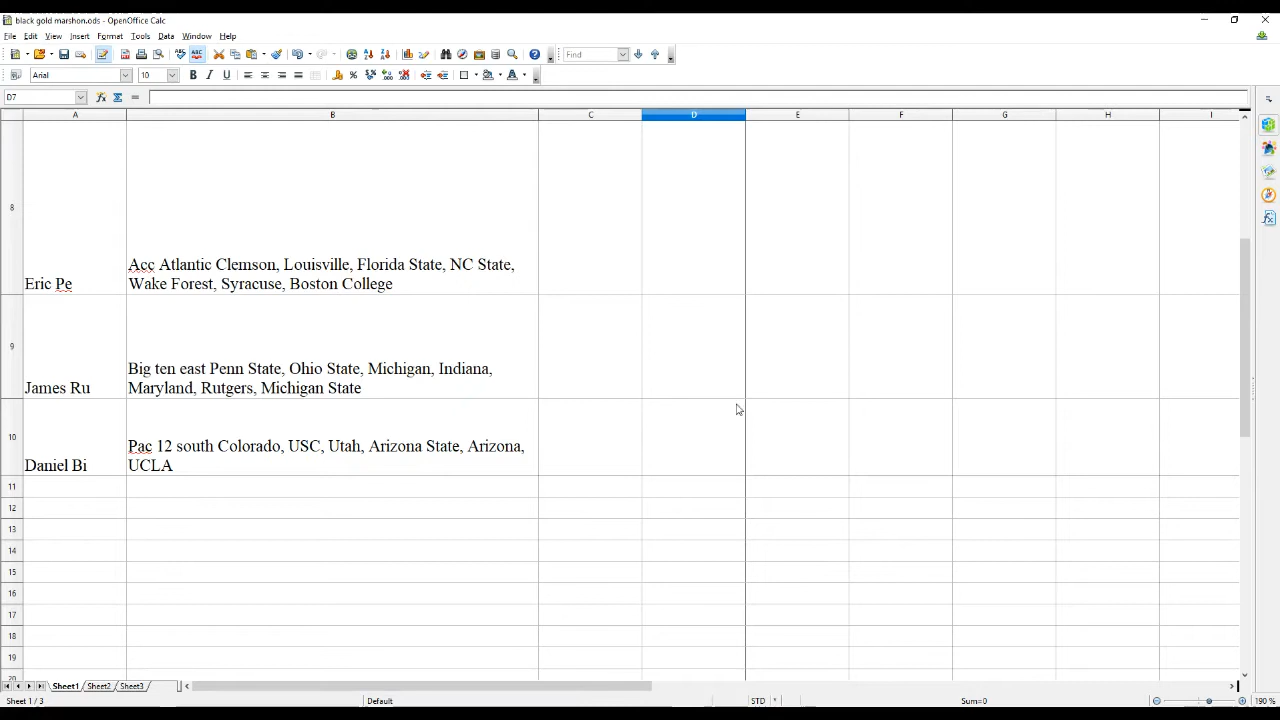 black gold marshon.ods - OpenOffice Calc
File Edit View Insert Format Tools Data Window Help
Find
Arial 10
D7
A B C D E F G H I
8
Eric Pe
Acc Atlantic Clemson, Louisville, Florida State, NC State,
Wake Forest, Syracuse, Boston College
9
James Ru
Big ten east Penn State, Ohio State, Michigan, Indiana,
Maryland, Rutgers, Michigan State
10
Daniel Bi
Pac 12 south Colorado, USC, Utah, Arizona State, Arizona,
UCLA
11
12
13
14
15
16
17
18
19
20
Sheet1 Sheet2 Sheet3
Sheet 1 / 3 Default STD * Sum=0 190 %